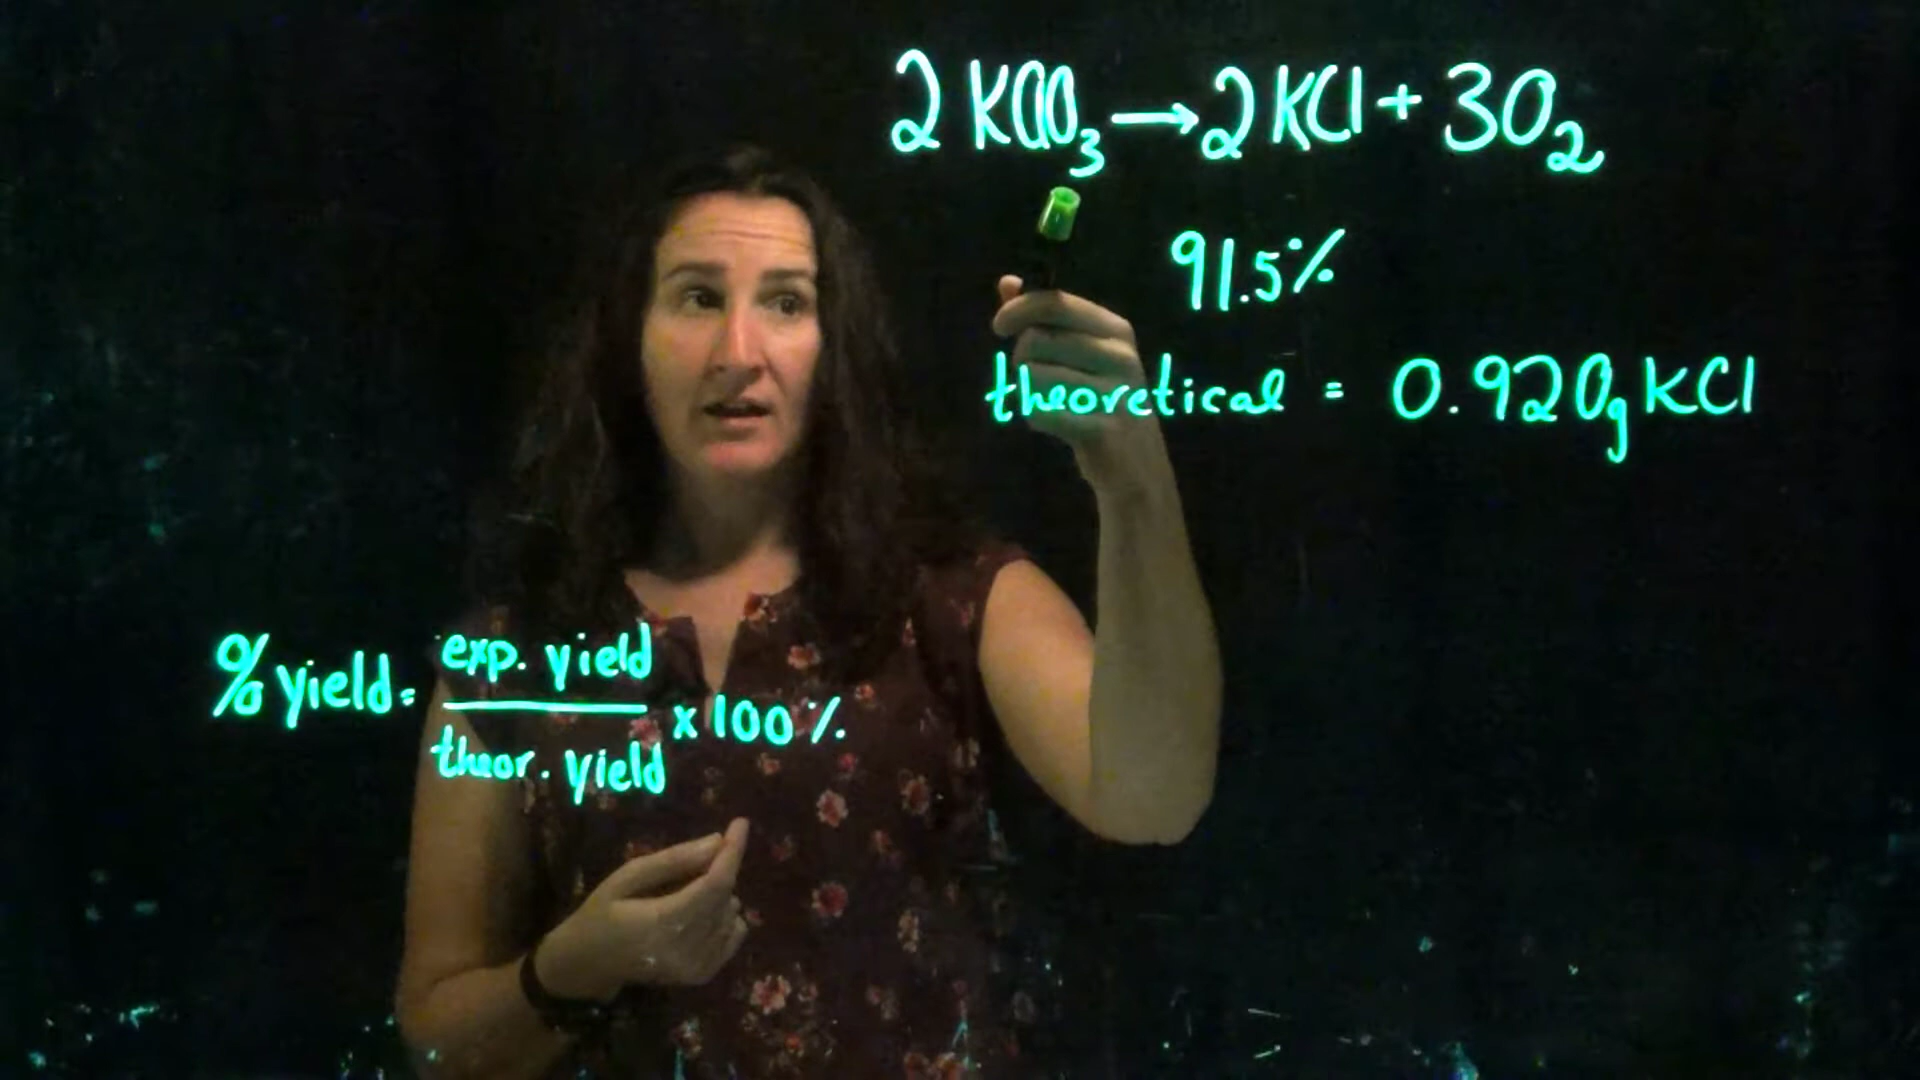 2 KClO₃ → 2 KCl + 3O₂
91.5%
theoretical = 0.920g KCl
% yield = exp. yield / theor. yield x 100%